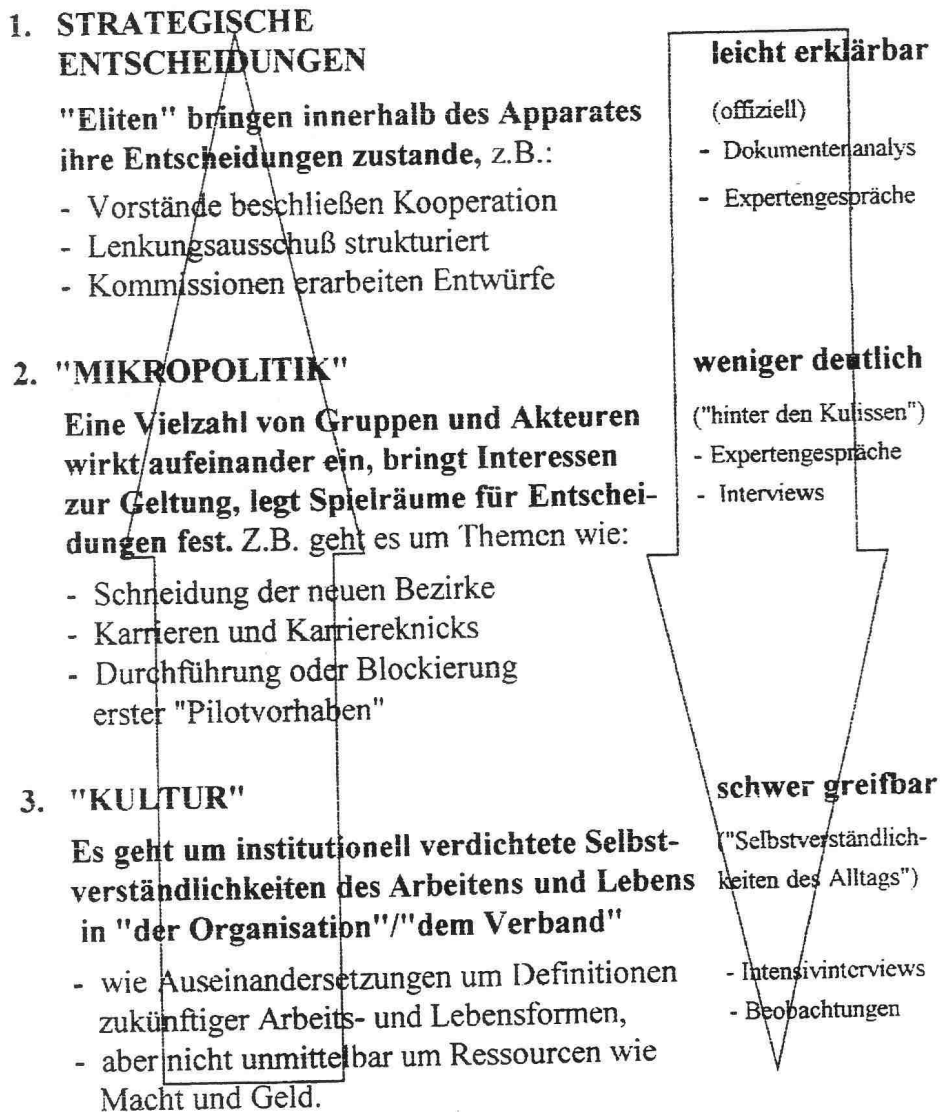 1. STRATEGISCHE
ENTSCHEIDUNGEN
"Eliten" bringen innerhalb des Apparates
ihre Entscheidungen zustande, z.B.:
- Vorstände beschließen Kooperation
- Lenkungsausschuß strukturiert
- Kommissionen erarbeiten Entwürfe
leicht erklärbar
(offiziell)
- Dokumentenanalys
- Expertengespräche
2. "MIKROPOLITIK"
Eine Vielzahl von Gruppen und Akteuren
wirkt aufeinander ein, bringt Interessen
zur Geltung, legt Spielräume für Entschei-
dungen fest. Z.B. geht es um Themen wie:
- Schneidung der neuen Bezirke
- Karrieren und Karriereknicks
- Durchführung oder Blockierung
erster "Pilotvorhaben"
weniger deutlich
("hinter den Kulissen")
- Expertengespräche
- Interviews
3. "KULTUR"
Es geht um institutionell verdichtete Selbst-
verständlichkeiten des Arbeitens und Lebens
in "der Organisation"/"dem Verband"
- wie Auseinandersetzungen um Definitionen
zukünftiger Arbeits- und Lebensformen,
- aber nicht unmittelbar um Ressourcen wie
Macht und Geld.
schwer greifbar
("Selbstverständlich-
keiten des Alltags")
- Intensivinterviews
- Beobachtungen